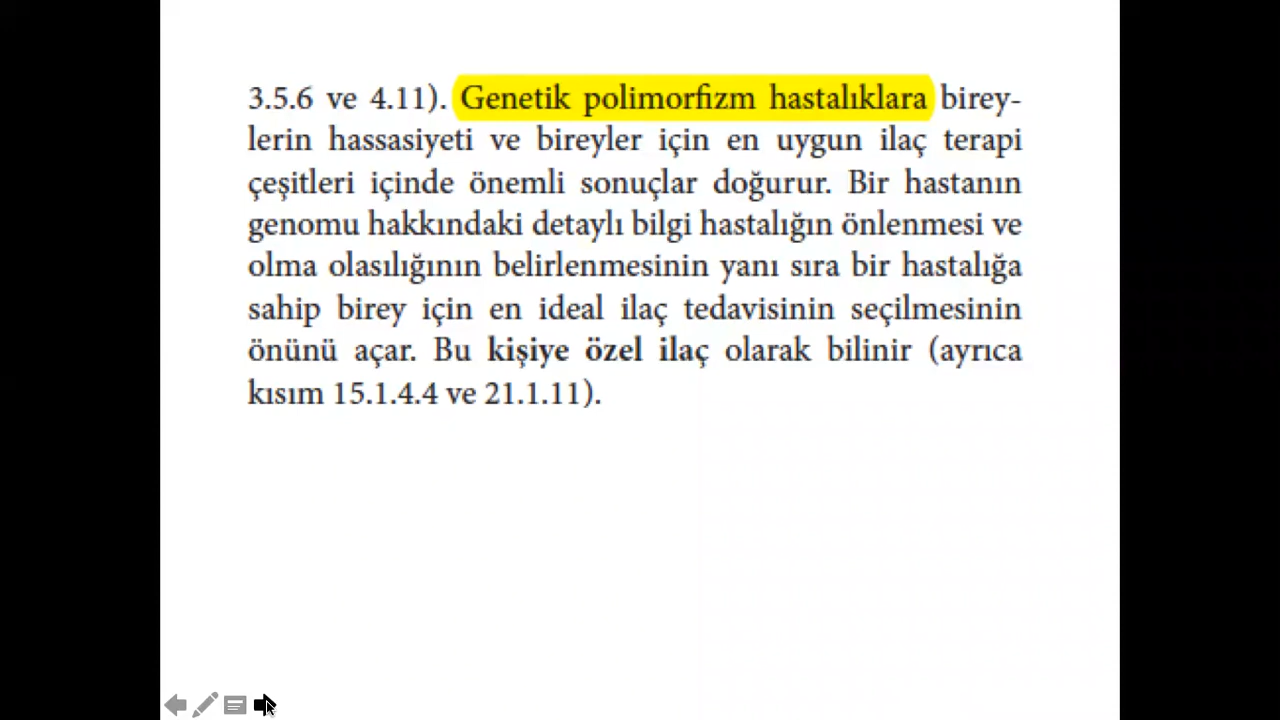 3.5.6 ve 4.11). Genetik polimorfizm hastalıklara birey-
lerin hassasiyeti ve bireyler için en uygun ilaç terapi
çeşitleri içinde önemli sonuçlar doğurur. Bir hastanın
genomu hakkındaki detaylı bilgi hastalığın önlenmesi ve
olma olasılığının belirlenmesinin yanı sıra bir hastalığa
sahip birey için en ideal ilaç tedavisinin seçilmesinin
önünü açar. Bu kişiye özel ilaç olarak bilinir (ayrıca
kısım 15.1.4.4 ve 21.1.11).